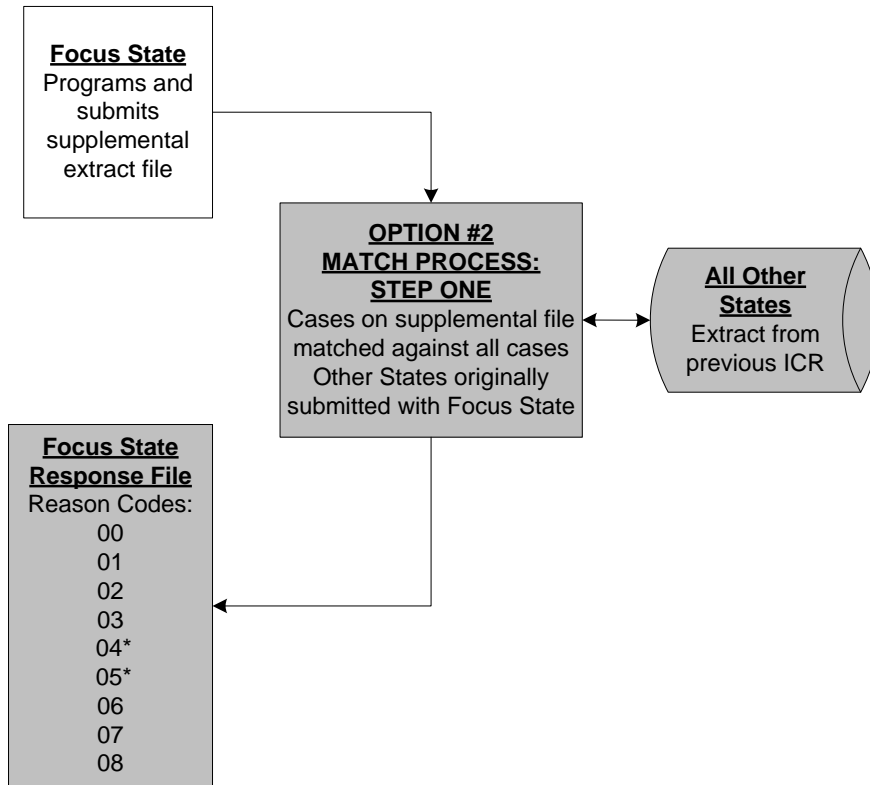 Focus State
Programs and
submits
supplemental
extract file
OPTION #2
MATCH PROCESS:
STEP ONE
Cases on supplemental file
matched against all cases
Other States originally
submitted with Focus State
All Other
States
Extract from
previous ICR
Focus State
Response File
Reason Codes:
00
01
02
03
04*
05*
06
07
08